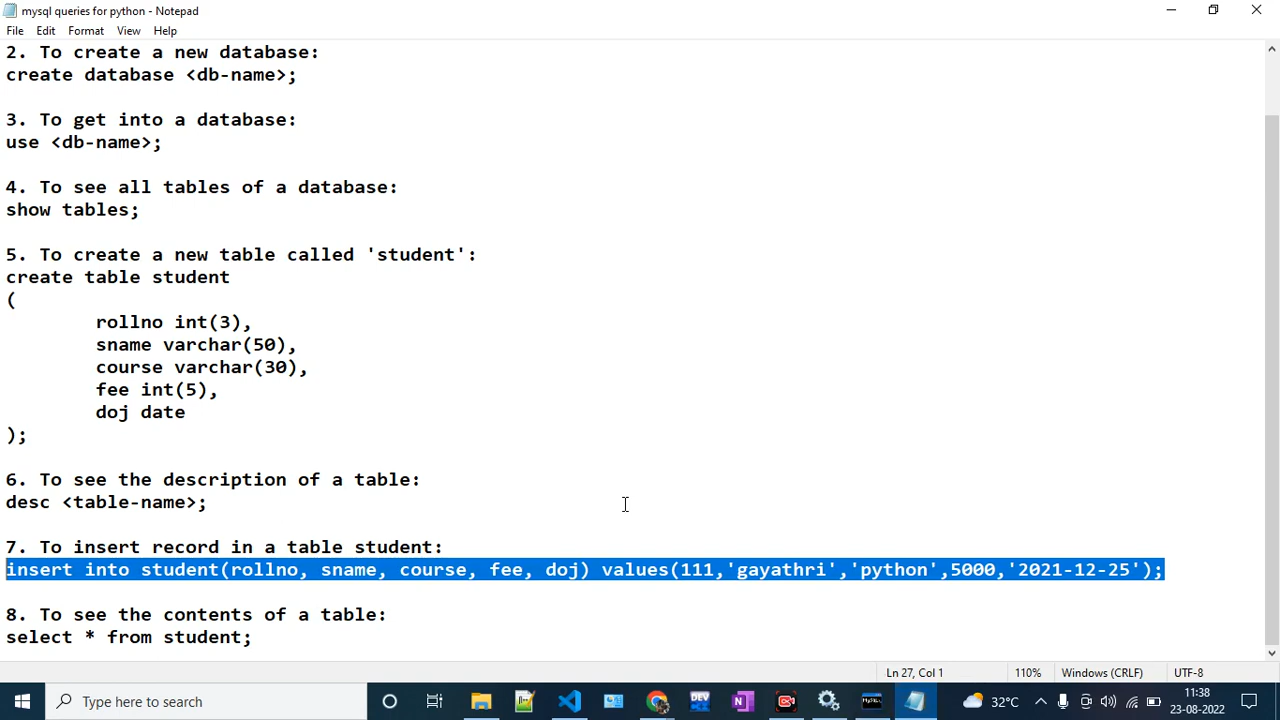 mysql queries for python - Notepad
File Edit Format View Help
2. To create a new database:
create database <db-name>;
3. To get into a database:
use <db-name>;
4. To see all tables of a database:
show tables;
5. To create a new table called 'student':
create table student
(
rollno int(3),
sname varchar(50),
course varchar(30),
fee int(5),
doj date
);
6. To see the description of a table:
desc <table-name>;
7. To insert record in a table student:
insert into student(rollno, sname, course, fee, doj) values(111,'gayathri','python',5000,'2021-12-25');
8. To see the contents of a table:
select * from student;
Ln 27, Col 1 110% Windows (CRLF) UTF-8
Type here to search
DEV
N
MySQL
32°C
11:38
23-08-2022